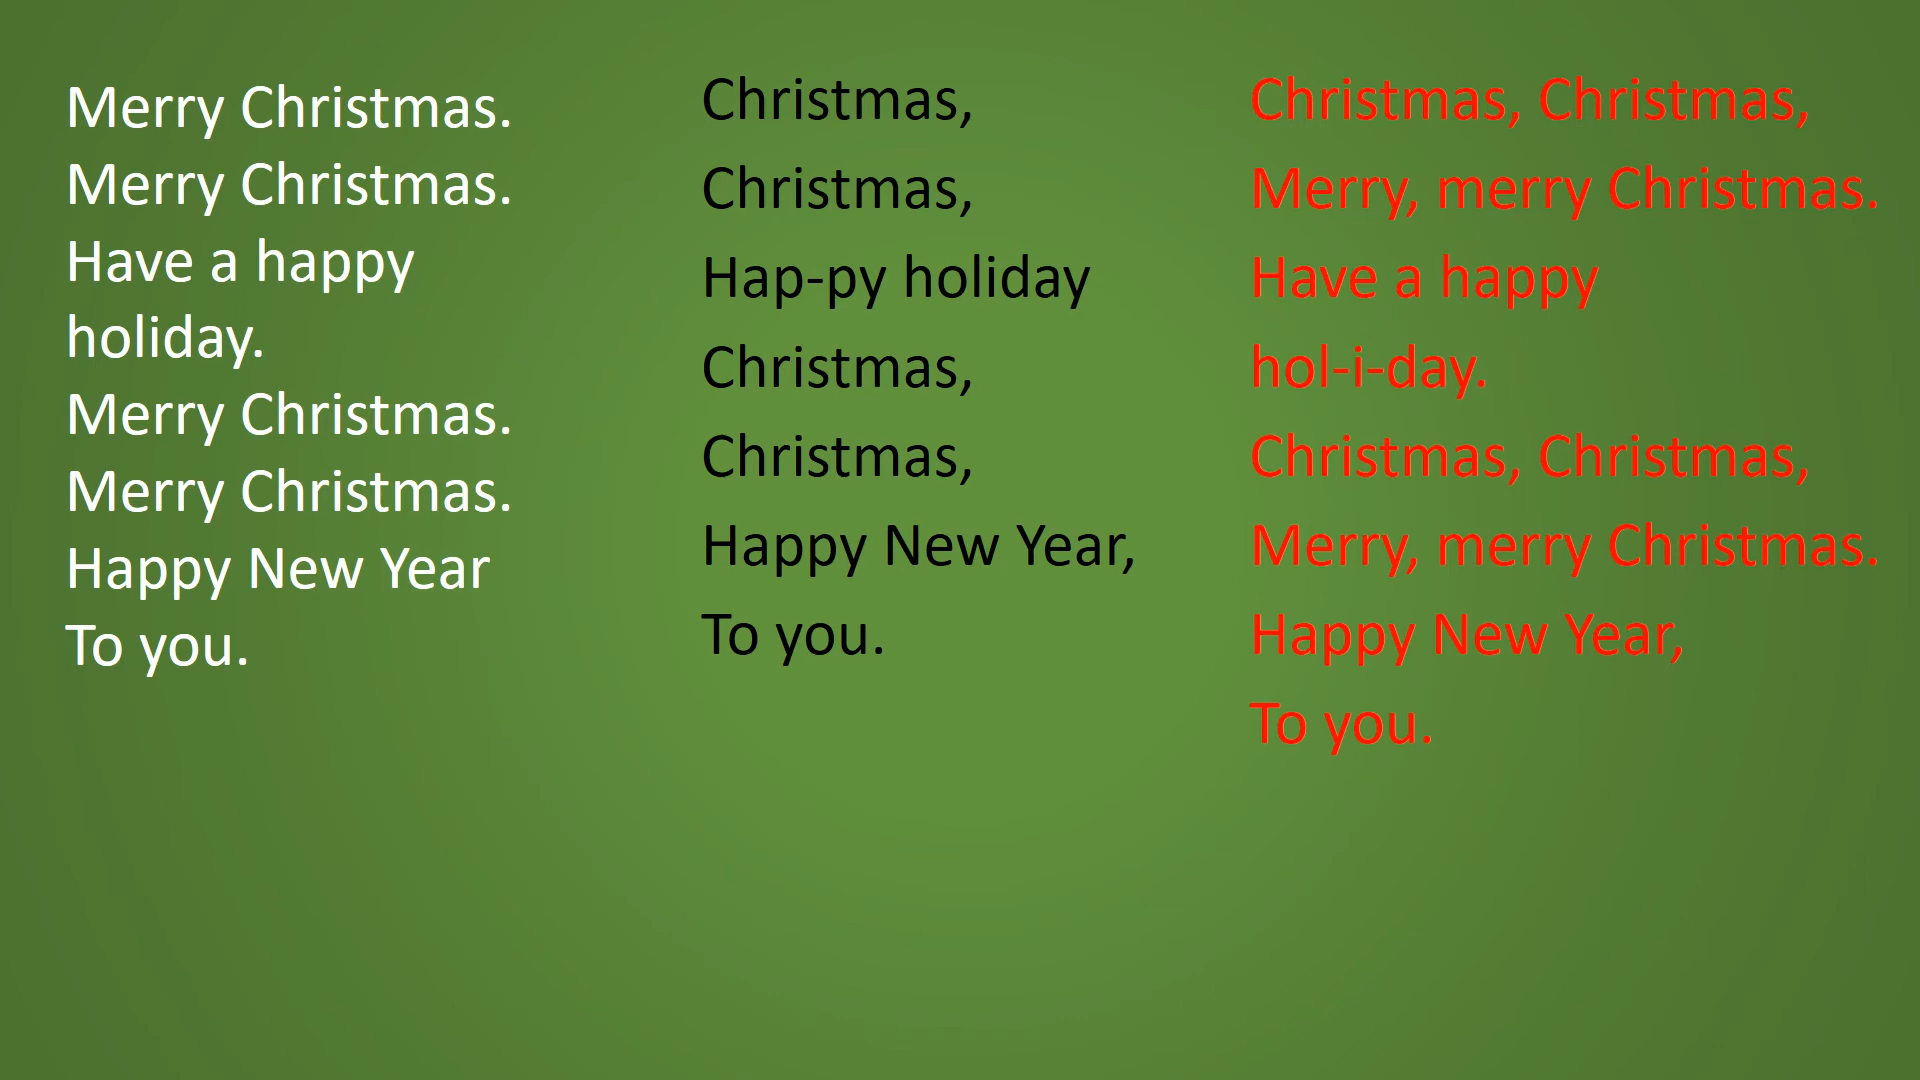 Merry Christmas.
Merry Christmas.
Have a happy
holiday.
Merry Christmas.
Merry Christmas.
Happy New Year
To you.
Christmas,
Christmas,
Hap-py holiday
Christmas,
Christmas,
Happy New Year,
To you.
Christmas, Christmas,
Merry, merry Christmas.
Have a happy
hol-i-day.
Christmas, Christmas,
Merry, merry Christmas.
Happy New Year,
To you.